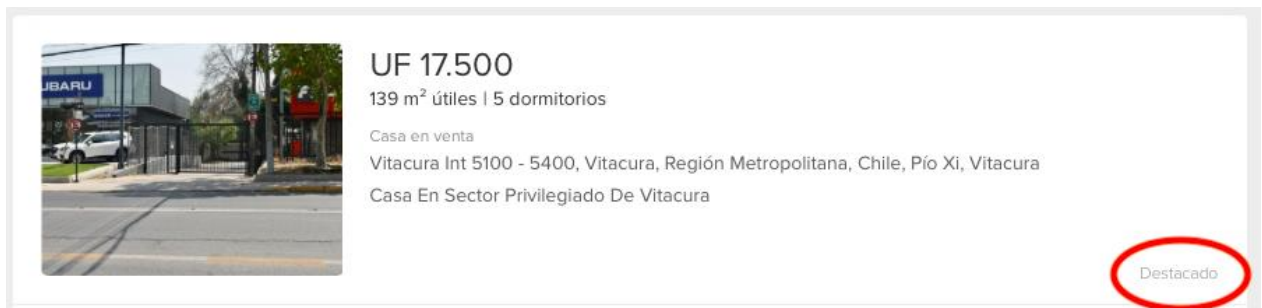 UBARU
UF 17.500
139 m² útiles | 5 dormitorios
Casa en venta
Vitacura Int 5100 - 5400, Vitacura, Región Metropolitana, Chile, Pío Xi, Vitacura
Casa En Sector Privilegiado De Vitacura
Destacado